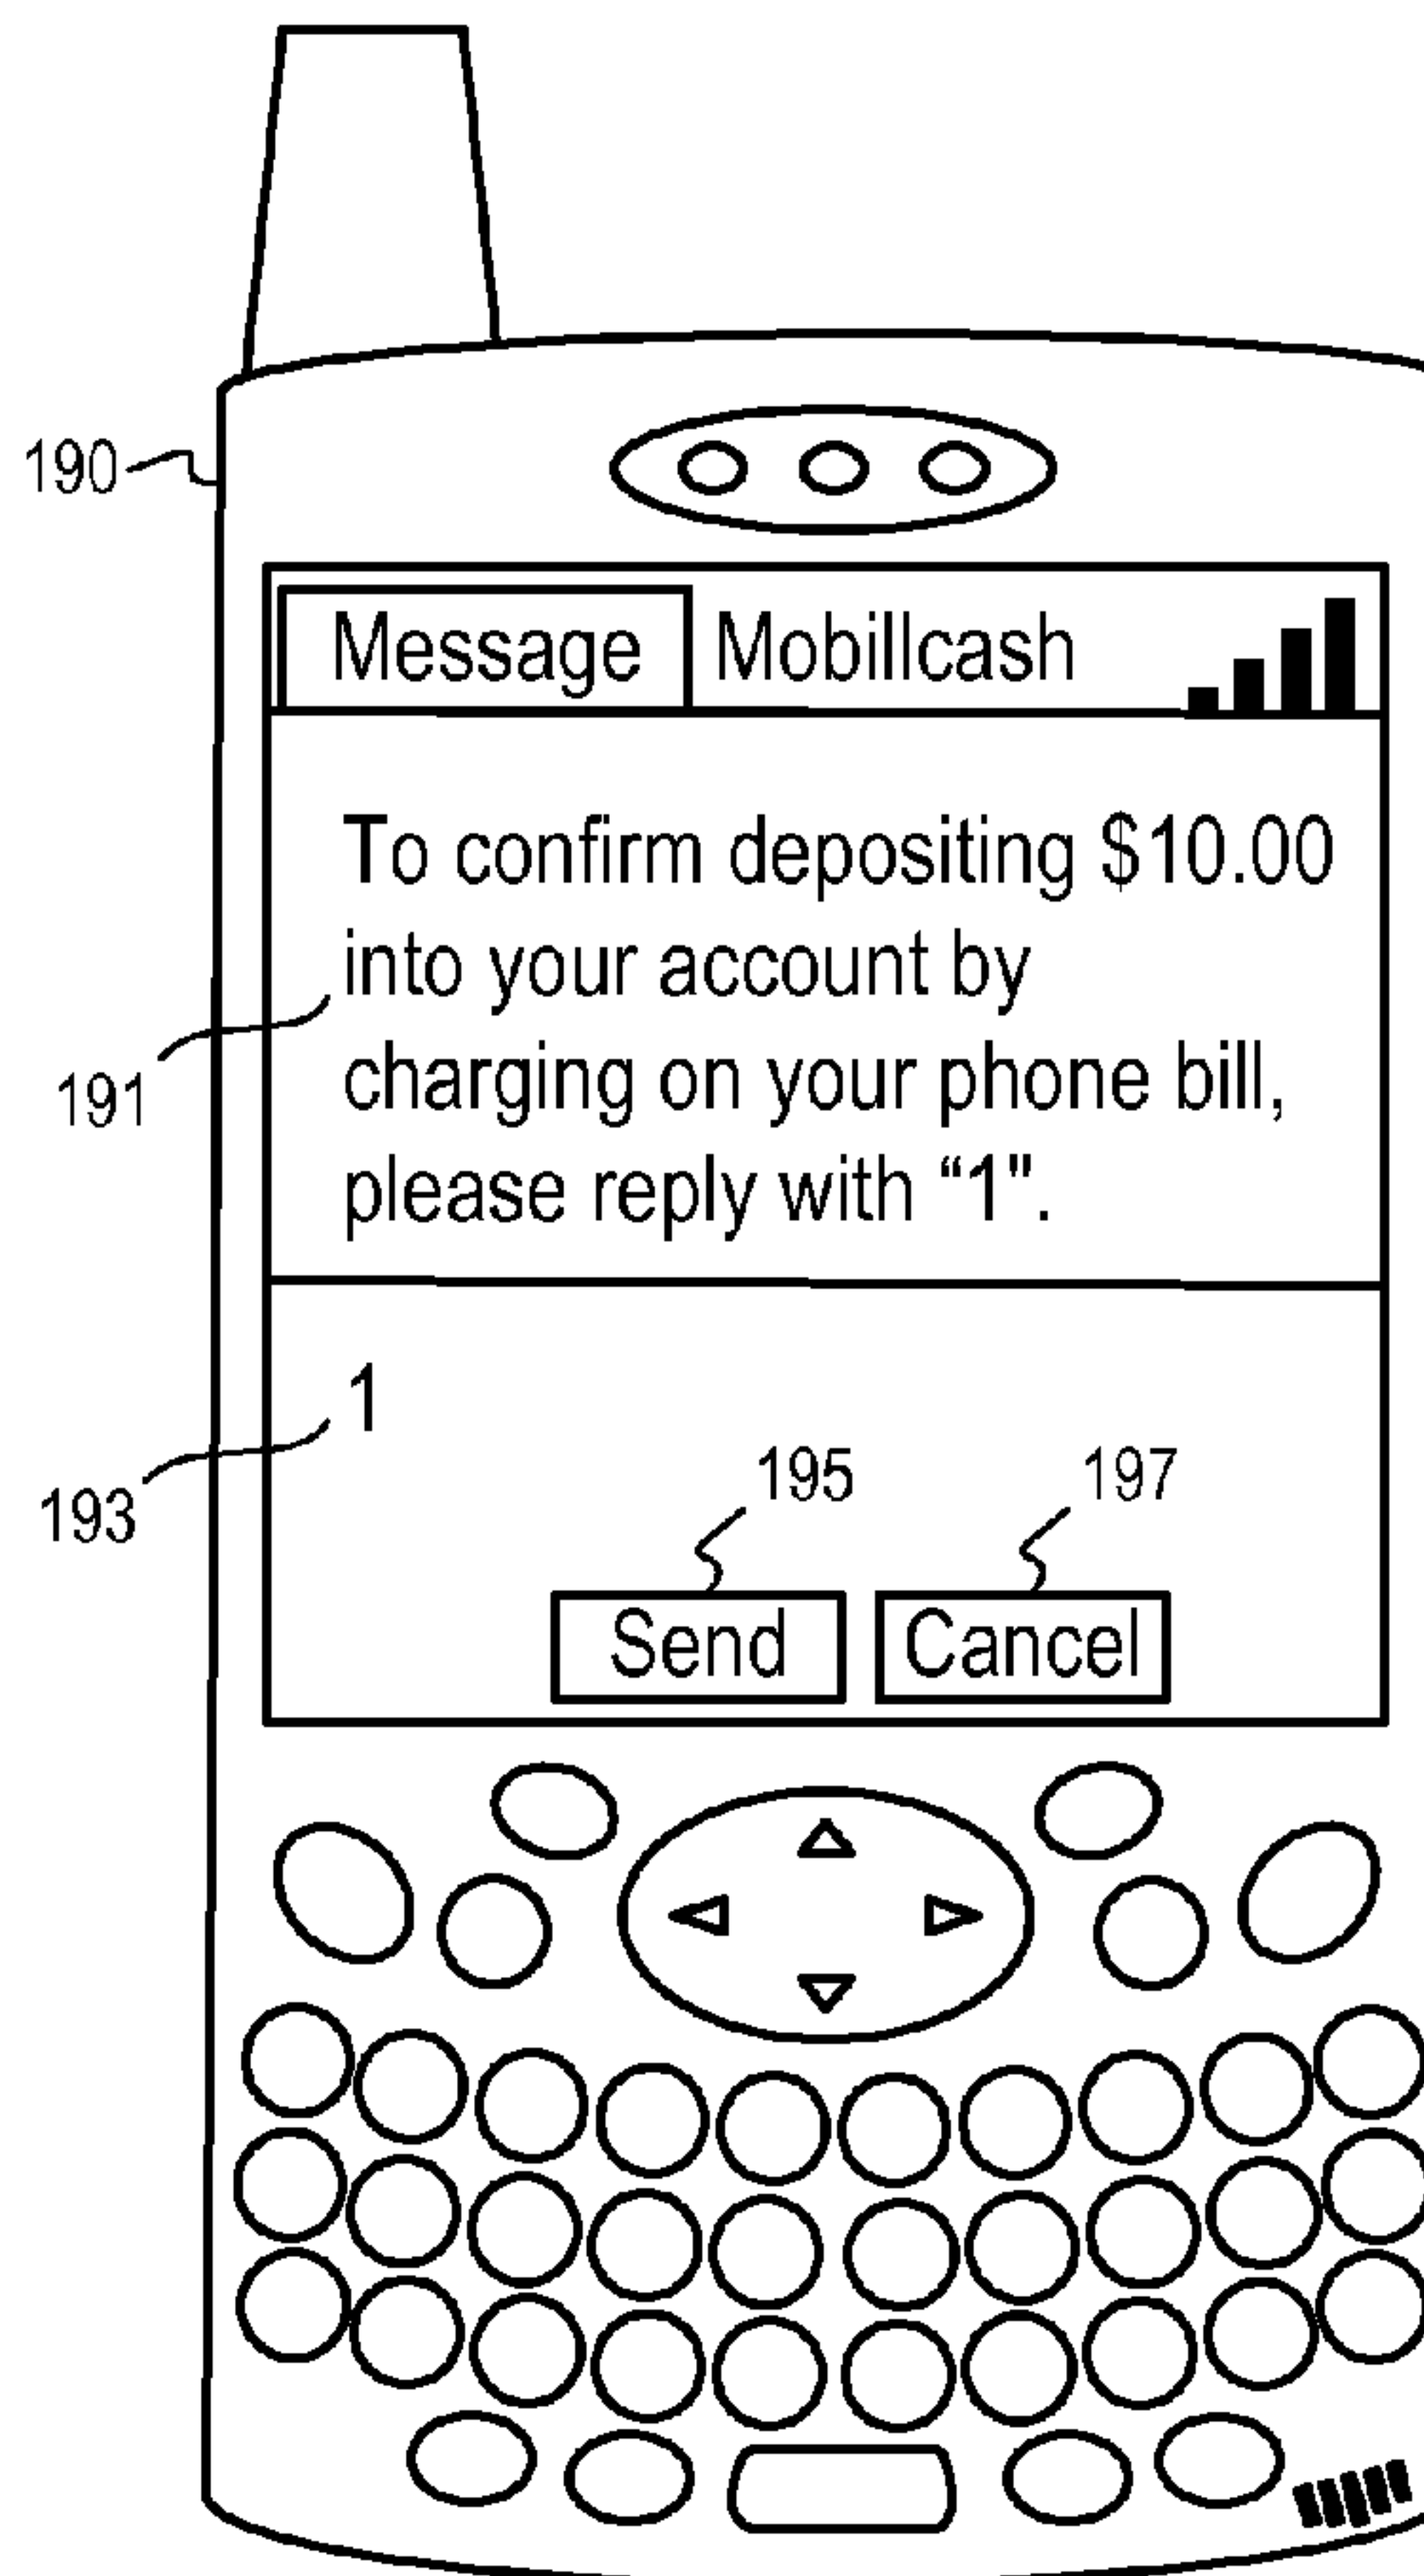 190
Message Mobillcash
To confirm depositing $10.00
into your account by
charging on your phone bill,
please reply with “1".
191
1
193
195 197
Send Cancel